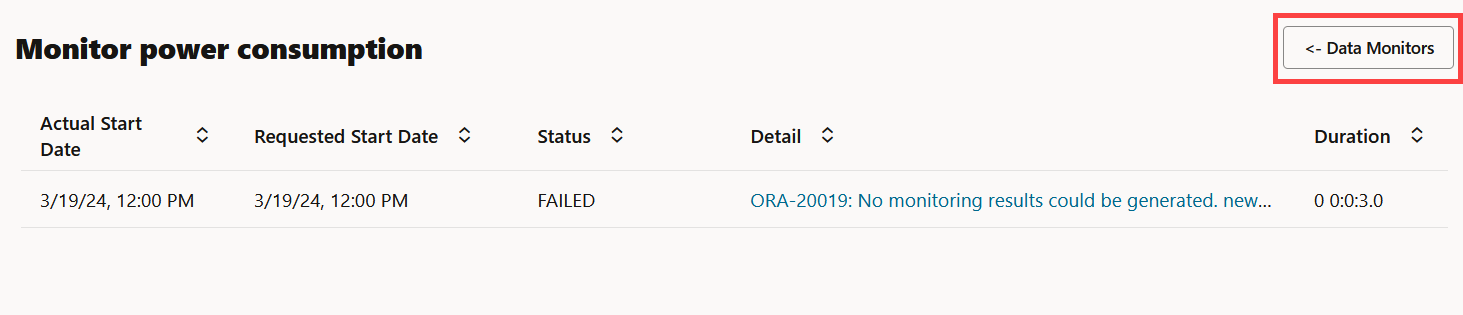 Monitor power consumption
<- Data Monitors
Actual Start
Date
Requested Start Date
Status
Detail
Duration
3/19/24, 12:00 PM
3/19/24, 12:00 PM
FAILED
ORA-20019: No monitoring results could be generated. new...
0 0:0:3.0